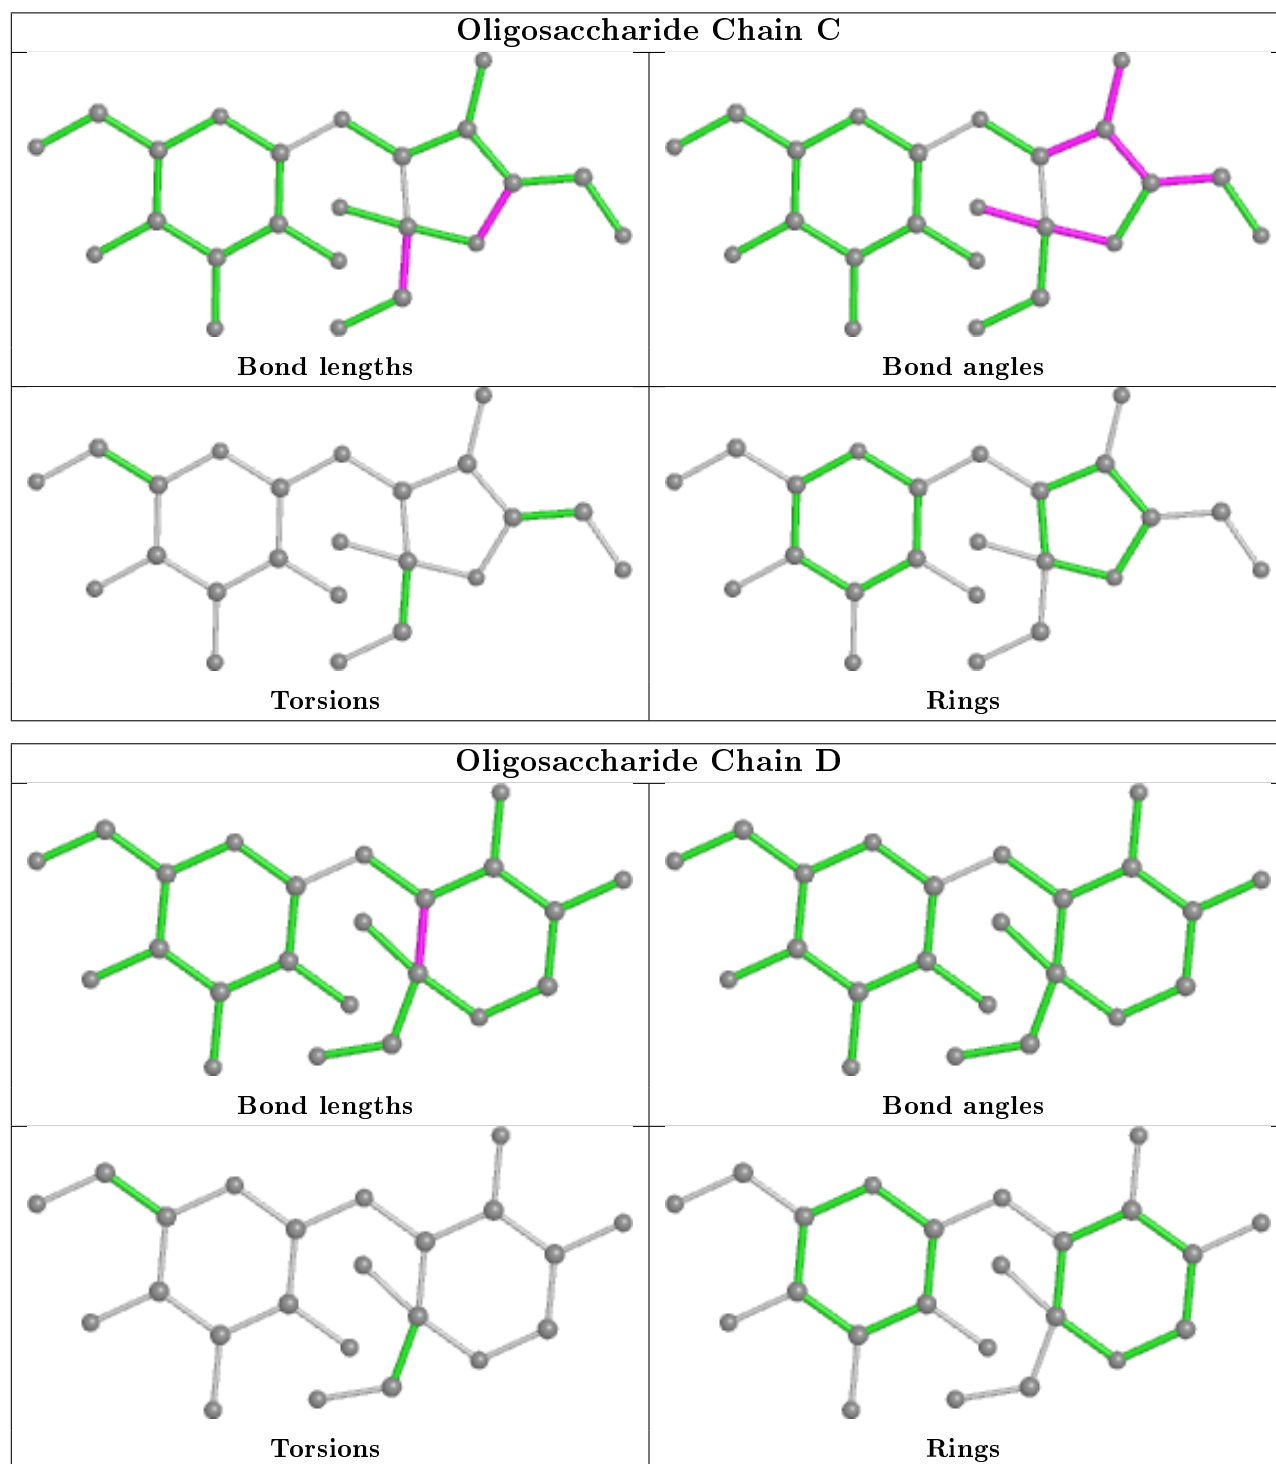 Oligosaccharide Chain C
Bond lengths
Bond angles
Torsions
Rings
Oligosaccharide Chain D
Bond lengths
Bond angles
Torsions
Rings